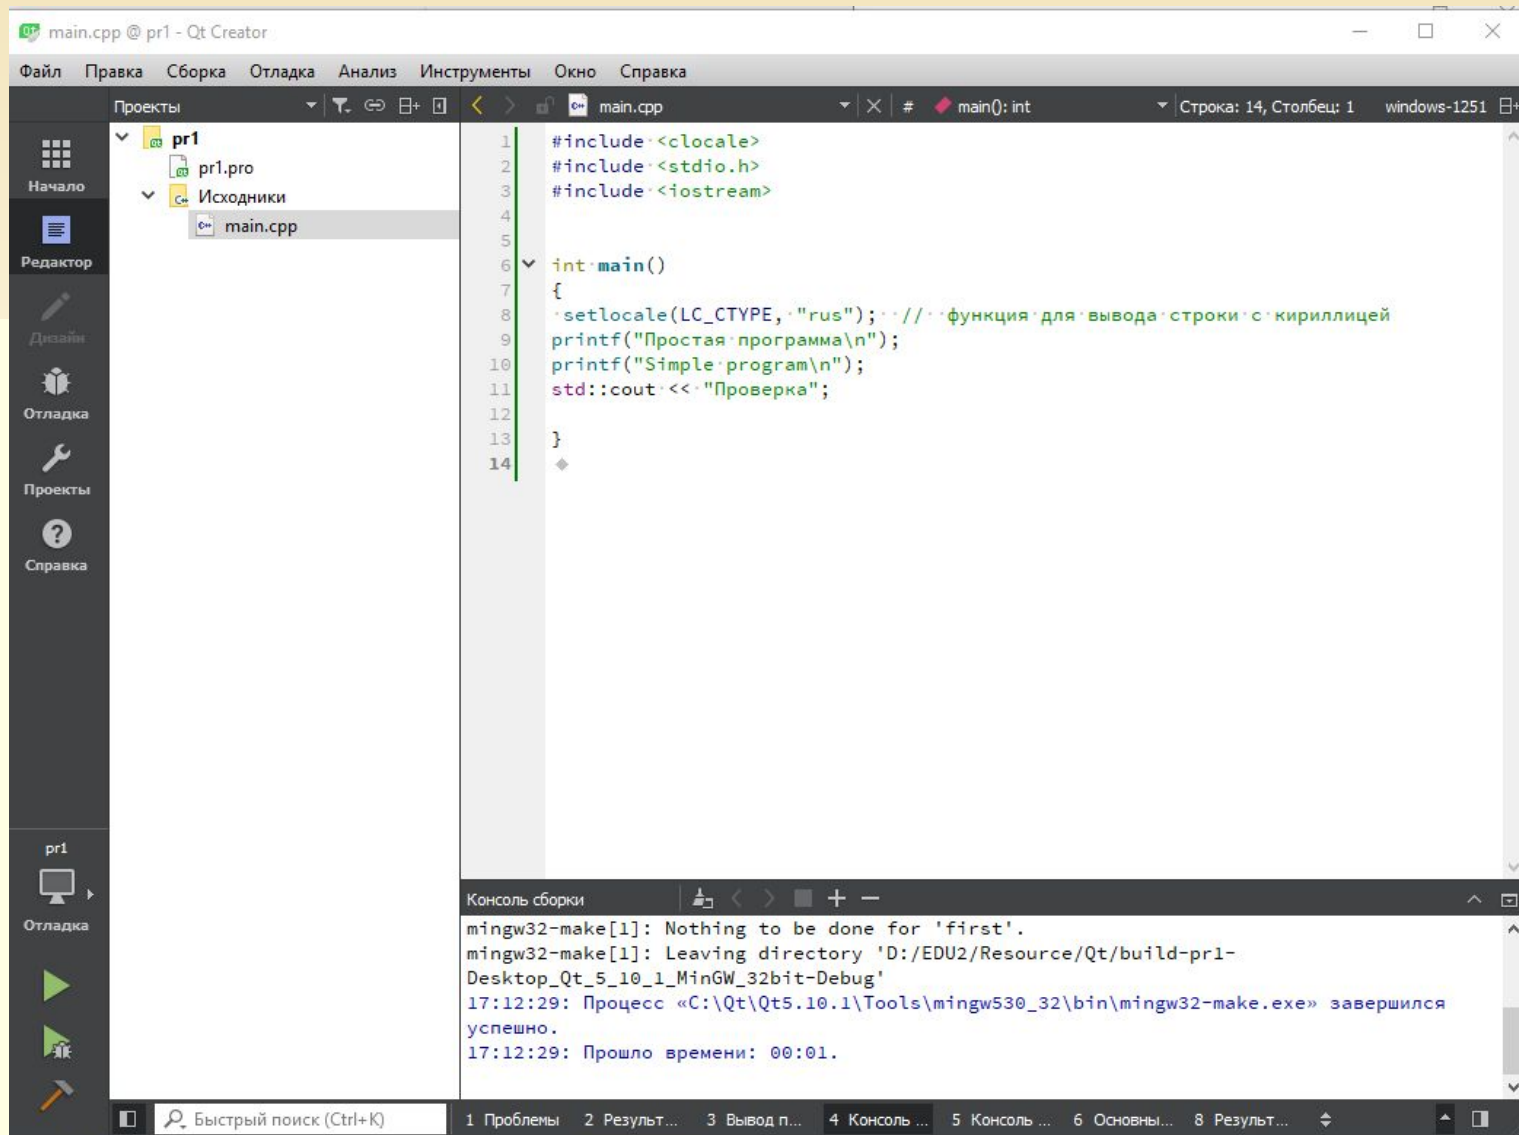 main.cpp @ pr1 - Qt Creator
Файл Правка Сборка Отладка Анализ Инструменты Окно Справка
Проекты main.cpp # main(): int Строка: 14, Столбец: 1 windows-1251
Начало
Редактор
Дизайн
Отладка
Проекты
Справка
pr1
Отладка
pr1
pr1.pro
Исходники
main.cpp
1 #include <clocale>
2 #include <stdio.h>
3 #include <iostream>
4
5
6 int main()
7 {
8 setlocale(LC_CTYPE, "rus"); // функция для вывода строки с кириллицей
9 printf("Простая программа\n");
10 printf("Simple program\n");
11 std::cout << "Проверка";
12
13 }
14
Консоль сборки
mingw32-make[1]: Nothing to be done for 'first'.
mingw32-make[1]: Leaving directory 'D:/EDU2/Resource/Qt/build-pr1-
Desktop_Qt_5_10_1_MinGW_32bit-Debug'
17:12:29: Процесс «C:\Qt\Qt5.10.1\Tools\mingw530_32\bin\mingw32-make.exe» завершился
успешно.
17:12:29: Прошло времени: 00:01.
Быстрый поиск (Ctrl+K) 1 Проблемы 2 Результ... 3 Вывод п... 4 Консоль ... 5 Консоль ... 6 Основны... 8 Результ...